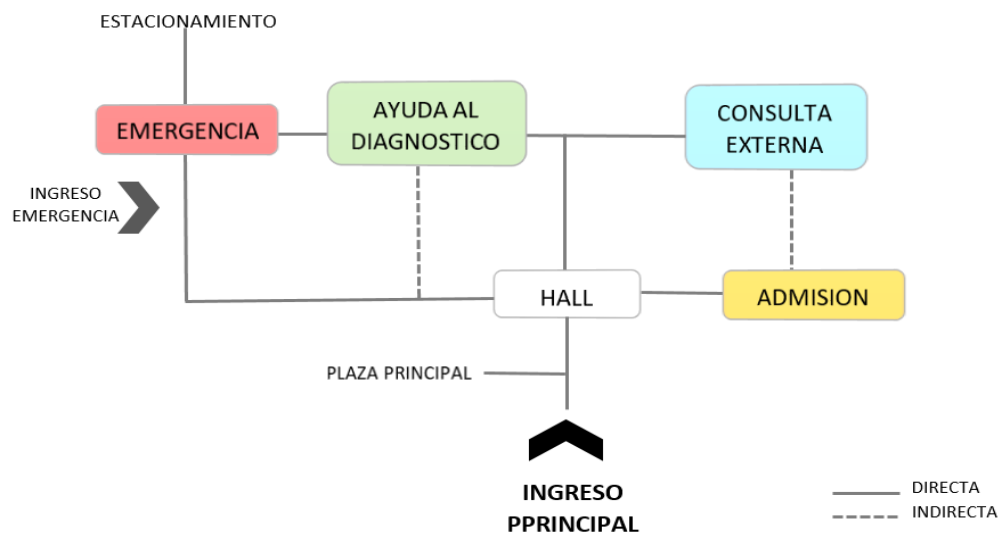 ESTACIONAMIENTO
EMERGENCIA
AYUDA AL
DIAGNOSTICO
CONSULTA
EXTERNA
INGRESO
EMERGENCIA
HALL
ADMISION
PLAZA PRINCIPAL
INGRESO
PPRINCIPAL
DIRECTA
INDIRECTA